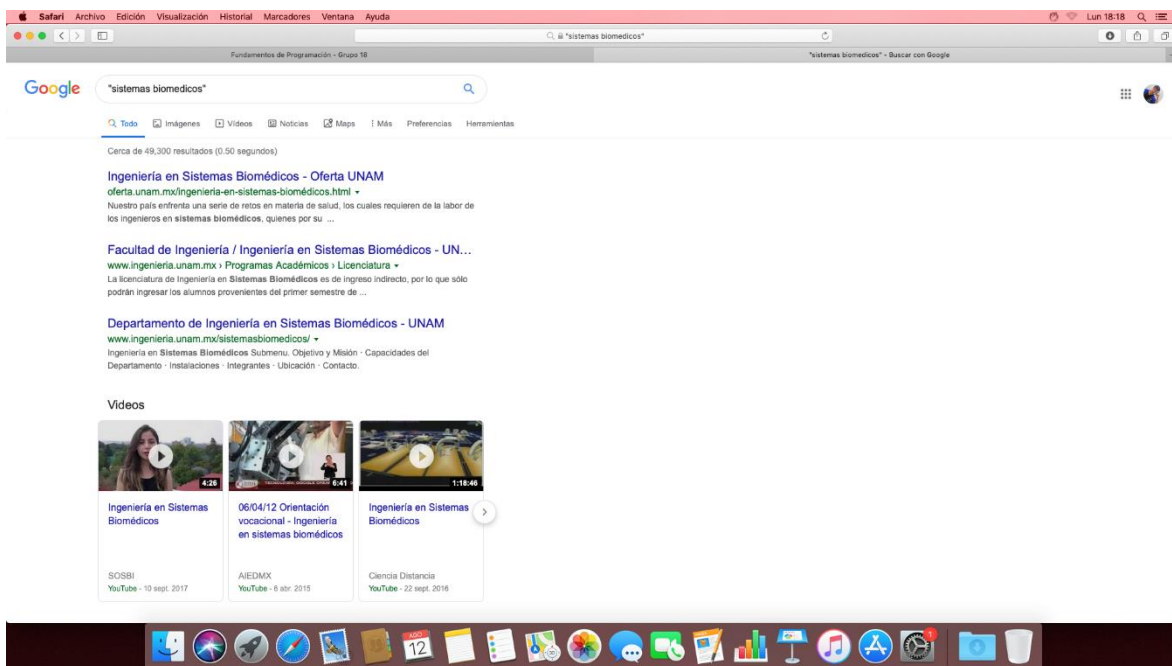 Safari Archivo Edición Visualización Historial Marcadores Ventana Ayuda Lun 18:18
"sistemas biomedicos"
Fundamentos de Programación - Grupo 18 "sistemas biomedicos" - Buscar con Google
Google "sistemas biomedicos"
Todo Imágenes Vídeos Noticias Maps Más Preferencias Herramientas
Cerca de 49,300 resultados (0.50 segundos)
Ingeniería en Sistemas Biomédicos - Oferta UNAM
oferta.unam.mx/ingenieria-en-sistemas-biomédicos.html
Nuestro país enfrenta una serie de retos en materia de salud, los cuales requieren de la labor de
los ingenieros en sistemas biomédicos, quienes por su ...
Facultad de Ingeniería / Ingeniería en Sistemas Biomédicos - UN...
www.ingenieria.unam.mx › Programas Académicos › Licenciatura
La licenciatura de Ingeniería en Sistemas Biomédicos es de ingreso indirecto, por lo que sólo
podrán ingresar los alumnos provenientes del primer semestre de ...
Departamento de Ingeniería en Sistemas Biomédicos - UNAM
www.ingenieria.unam.mx/sistemasbiomedicos/
Ingeniería en Sistemas Biomédicos Submenu. Objetivo y Misión · Capacidades del
Departamento · Instalaciones · Integrantes · Ubicación · Contacto.
Videos
4:26 6:41 1:18:46
Ingeniería en Sistemas
Biomédicos
SOSBI
YouTube - 10 sept. 2017
06/04/12 Orientación
vocacional - Ingeniería
en sistemas biomédicos
AIEDMX
YouTube - 6 abr. 2015
Ingeniería en Sistemas
Biomédicos
Ciencia Distancia
YouTube - 22 sept. 2016
AGO
12
1